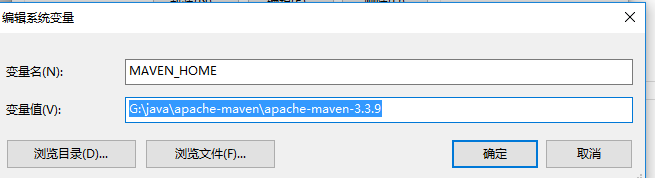 编辑系统变量
变量名(N):
MAVEN_HOME
变量值(V):
G:\java\apache-maven\apache-maven-3.3.9
浏览目录(D)...
浏览文件(F)...
确定
取消